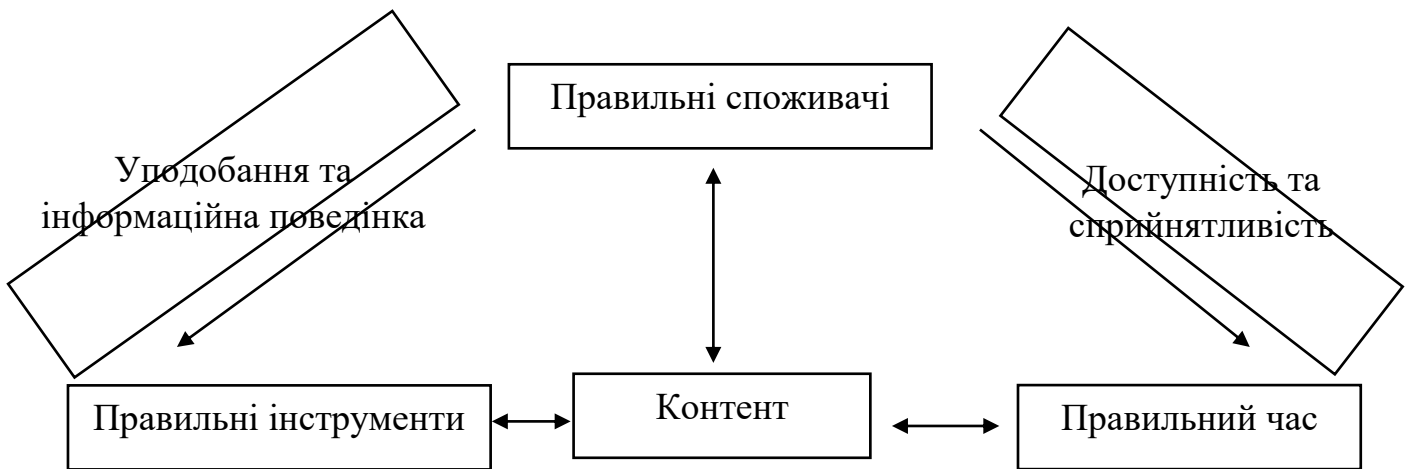 Правильні споживачі
Уподобання та
інформаційна поведінка
Доступність та
сприйнятливість
Правильні інструменти
Контент
Правильний час